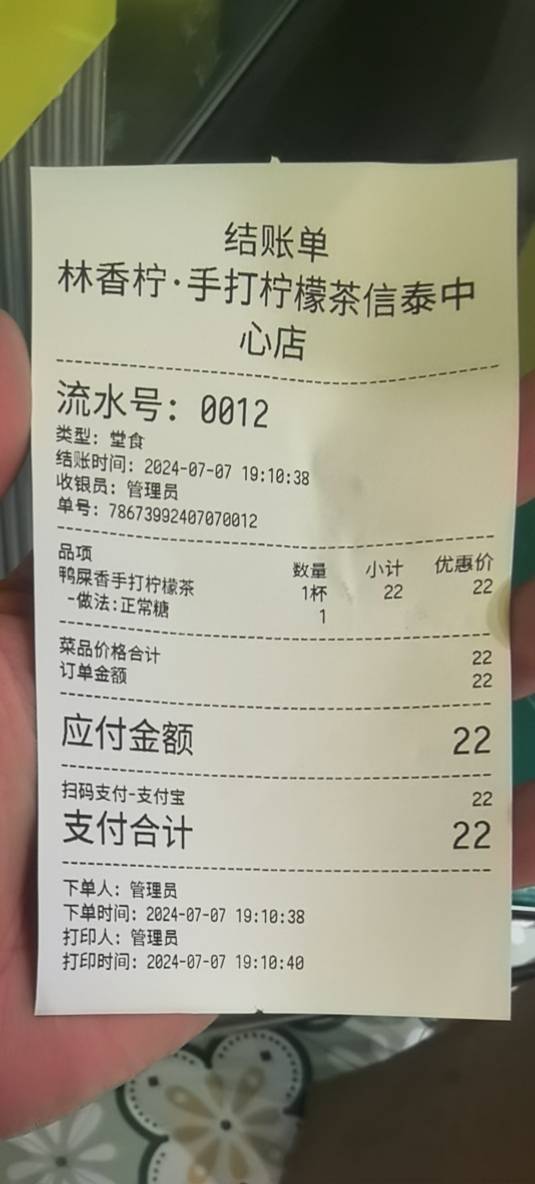 结账单
林香柠·手打柠檬茶信泰中
心店
流水号: 0012
类型: 堂食
结账时间: 2024-07-07 19:10:38
收银员: 管理员
单号: 78673992407070012
品项 数量 小计 优惠价
鸭屎香手打柠檬茶 1杯 22 22
-做法:正常糖 1
菜品价格合计 22
订单金额 22
应付金额 22
扫码支付-支付宝 22
支付合计 22
下单人: 管理员
下单时间: 2024-07-07 19:10:38
打印人: 管理员
打印时间: 2024-07-07 19:10:40